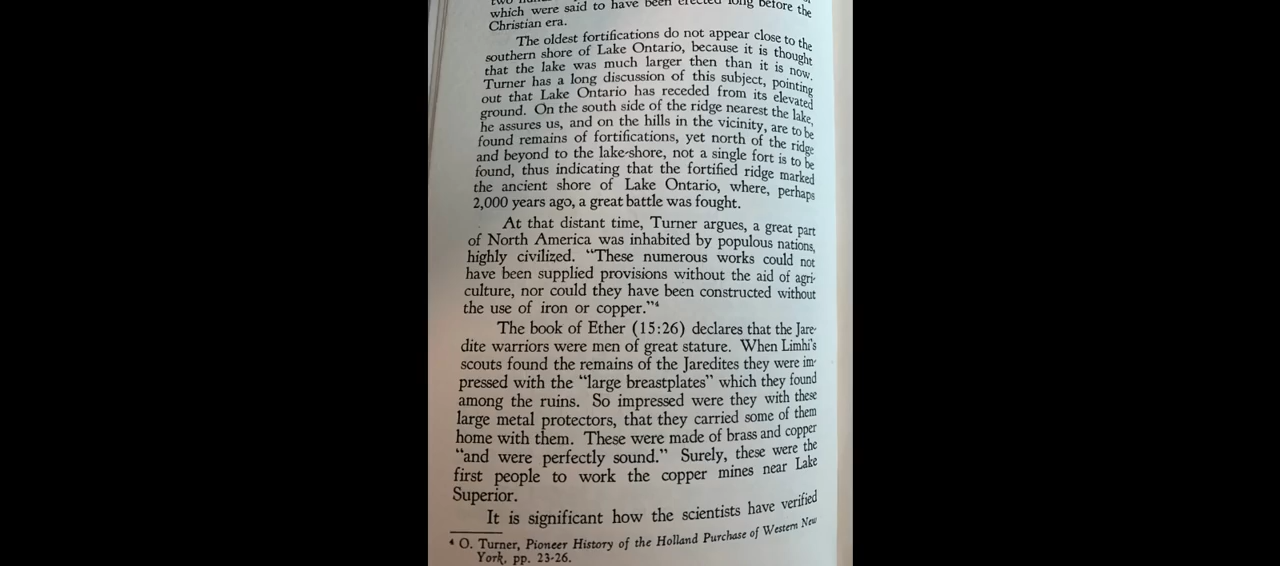 which were said to have been erected long before the
Christian era.
The oldest fortifications do not appear close to the
southern shore of Lake Ontario, because it is thought
that the lake was much larger then than it is now.
Turner has a long discussion of this subject, pointing
out that Lake Ontario has receded from its elevated
ground. On the south side of the ridge nearest the lake,
he assures us, and on the hills in the vicinity, are to be
found remains of fortifications, yet north of the ridge
and beyond to the lake-shore, not a single fort is to be
found, thus indicating that the fortified ridge marked
the ancient shore of Lake Ontario, where, perhaps
2,000 years ago, a great battle was fought.
At that distant time, Turner argues, a great part
of North America was inhabited by populous nations,
highly civilized. “These numerous works could not
have been supplied provisions without the aid of agri-
culture, nor could they have been constructed without
the use of iron or copper.”⁴
The book of Ether (15:26) declares that the Jare-
dite warriors were men of great stature. When Limhi's
scouts found the remains of the Jaredites they were im-
pressed with the “large breastplates” which they found
among the ruins. So impressed were they with these
large metal protectors, that they carried some of them
home with them. These were made of brass and copper
“and were perfectly sound.” Surely, these were the
first people to work the copper mines near Lake
Superior.
It is significant how the scientists have verified
⁴ O. Turner, Pioneer History of the Holland Purchase of Western New
York, pp. 23-26.